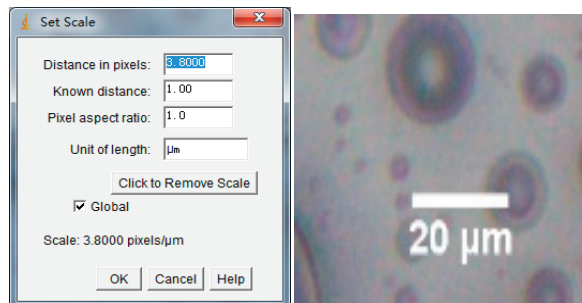 Set Scale
Distance in pixels: 3.8000
Known distance: 1.00
Pixel aspect ratio: 1.0
Unit of length: µm
Click to Remove Scale
Global
Scale: 3.8000 pixels/µm
OK Cancel Help
20 µm